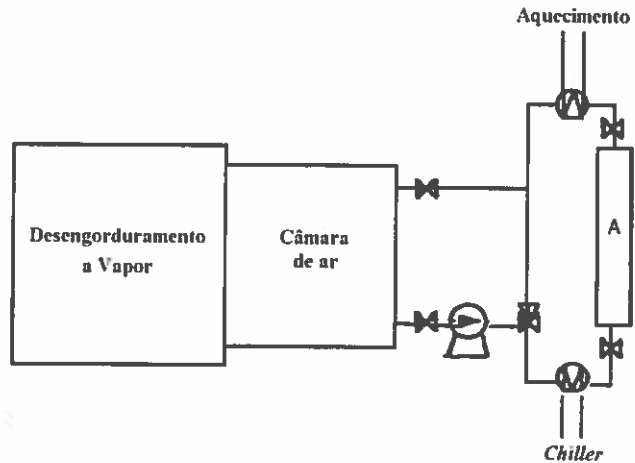 Aquecimento
Desengorduramento
a Vapor
Câmara
de ar
A
Chiller